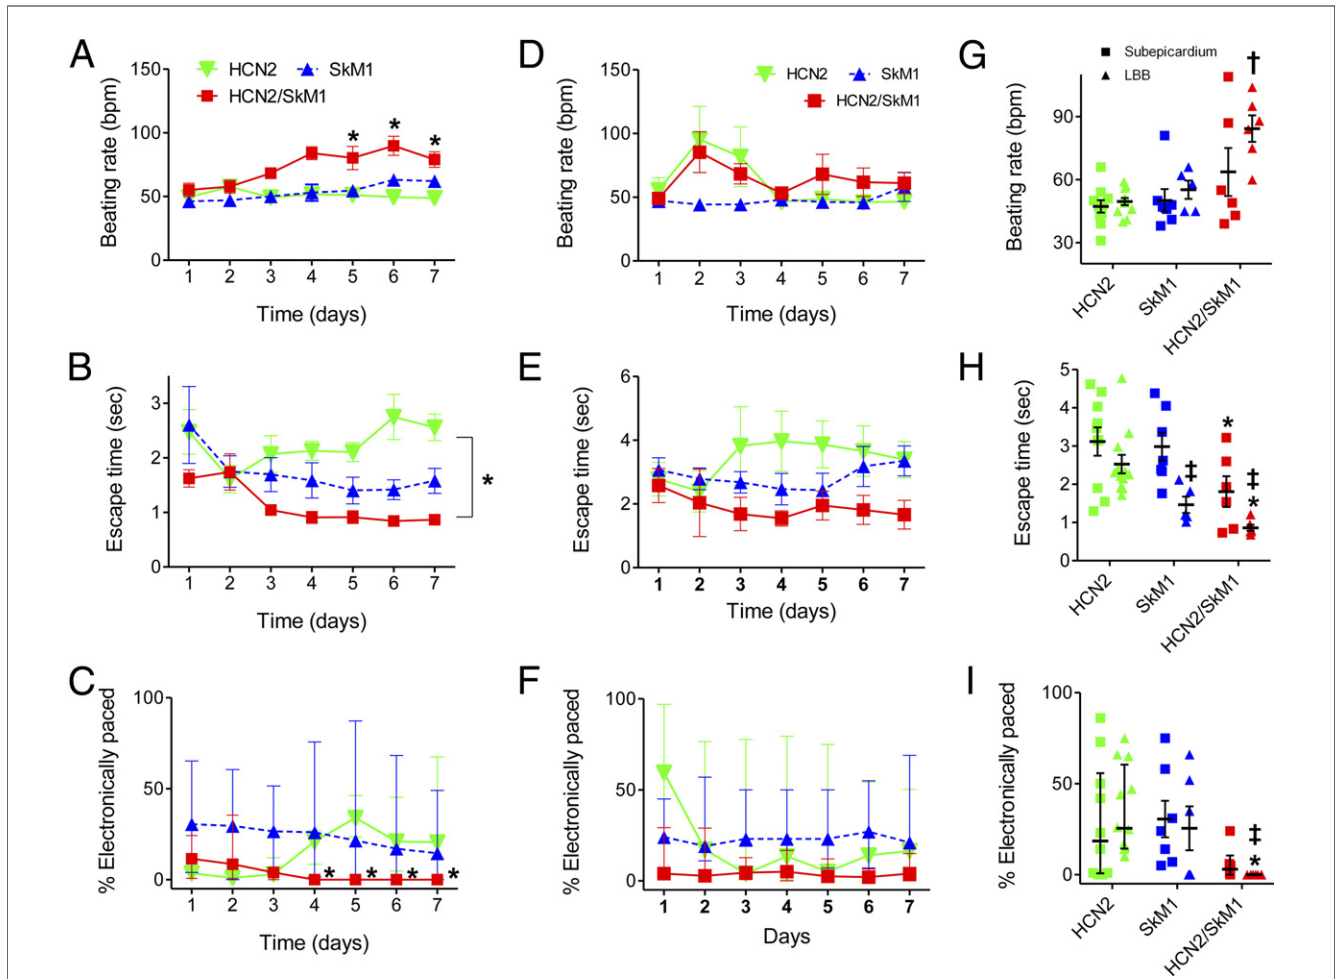 A
HCN2 SkM1
HCN2/SkM1
Beating rate (bpm)
150
100
50
0
* * *
1 2 3 4 5 6 7
Time (days)
D
HCN2 SkM1
HCN2/SkM1
Beating rate (bpm)
150
100
50
0
1 2 3 4 5 6 7
Time (days)
G
Subepicardium
LBB
†
Beating rate (bpm)
90
60
30
HCN2
SkM1
HCN2/SkM1
B
Escape time (sec)
3
2
1
0
*
1 2 3 4 5 6 7
Time (days)
E
Escape time (sec)
6
4
2
0
1 2 3 4 5 6 7
Time (days)
H
Escape time (sec)
5
4
3
2
1
0
‡ * ‡ *
HCN2
SkM1
HCN2/SkM1
C
% Electronically paced
100
50
0
* * * *
1 2 3 4 5 6 7
Time (days)
F
% Electronically paced
100
50
0
1 2 3 4 5 6 7
Days
I
% Electronically paced
100
50
0
‡
*
HCN2
SkM1
HCN2/SkM1